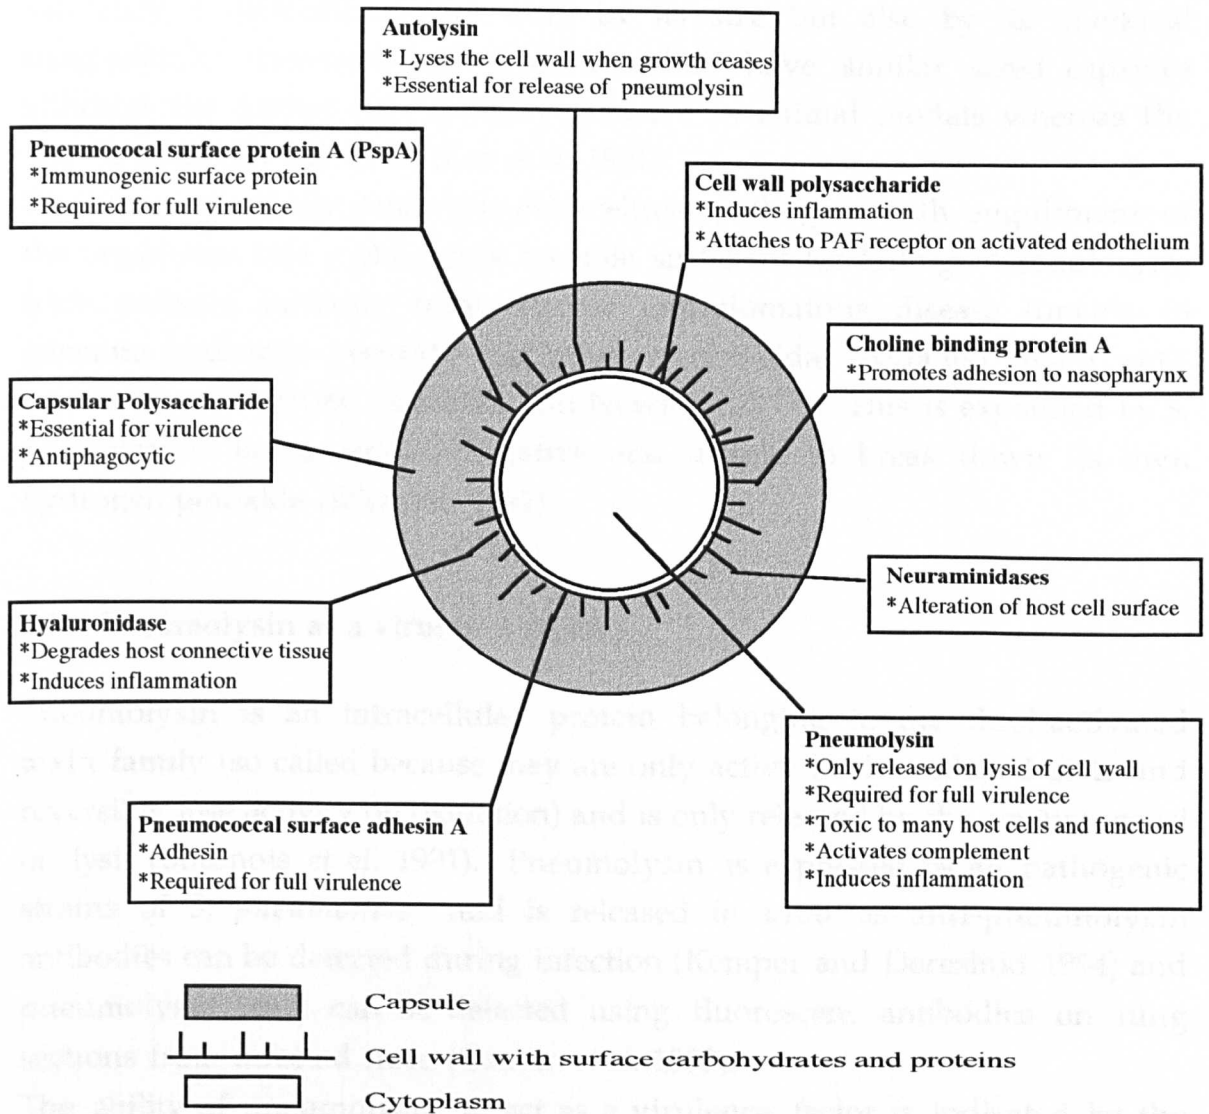 Autolysin
* Lyses the cell wall when growth ceases
*Essential for release of pneumolysin
Pneumococal surface protein A (PspA)
*Immunogenic surface protein
*Required for full virulence
Cell wall polysaccharide
*Induces inflammation
*Attaches to PAF receptor on activated endothelium
Choline binding protein A
*Promotes adhesion to nasopharynx
Capsular Polysaccharide
*Essential for virulence
*Antiphagocytic
Neuraminidases
*Alteration of host cell surface
Hyaluronidase
*Degrades host connective tissue
*Induces inflammation
Pneumolysin
*Only released on lysis of cell wall
*Required for full virulence
*Toxic to many host cells and functions
*Activates complement
*Induces inflammation
Pneumococcal surface adhesin A
*Adhesin
*Required for full virulence
Capsule
Cell wall with surface carbohydrates and proteins
Cytoplasm